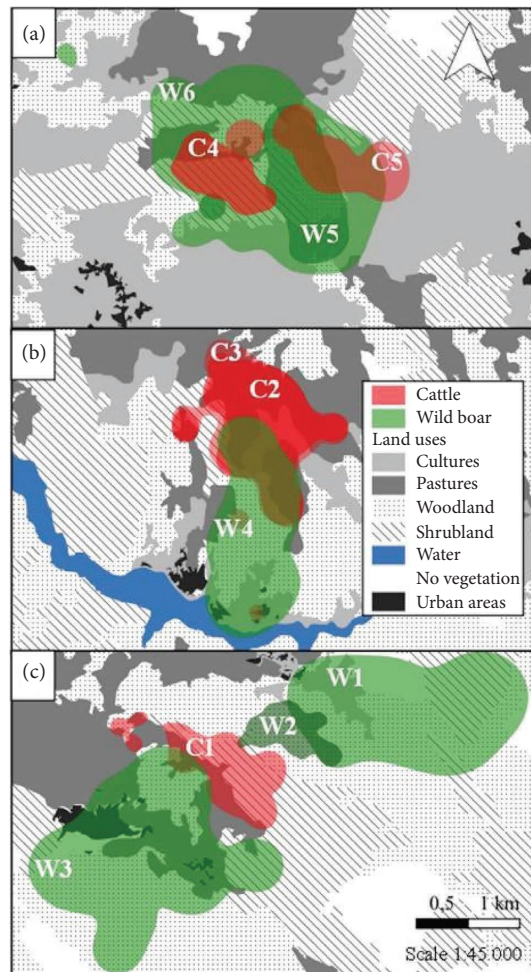 (a)
W6
C4
C5
W5
(b)
C3
C2
W4
Cattle
Wild boar
Land uses
Cultures
Pastures
Woodland
Shrubland
Water
No vegetation
Urban areas
(c)
W1
W2
C1
W3
0,5 1 km
Scale 1:45.000